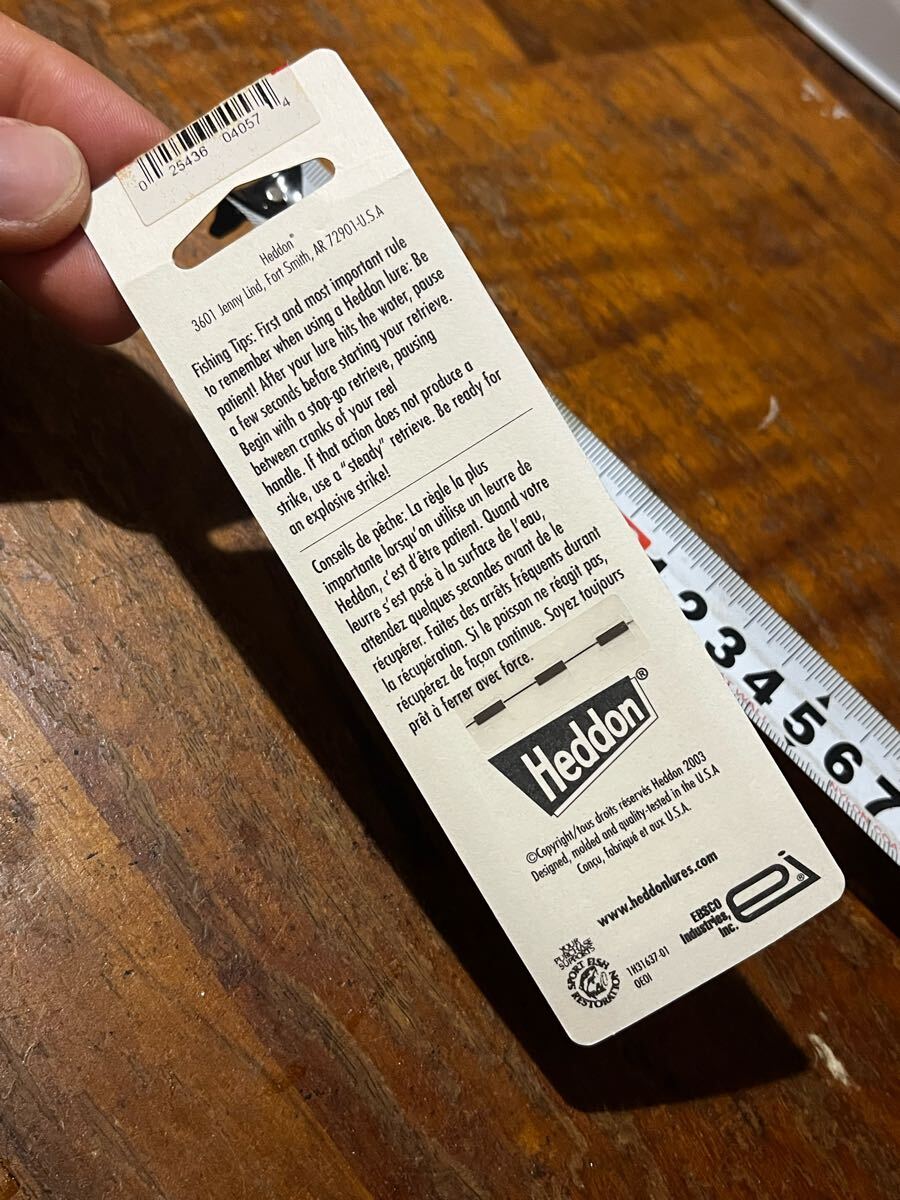 0 25436 04057 4
Heddon®
3601 Jenny Lind, Fort Smith, AR 72901-U.S.A
Fishing Tips: First and most important rule
to remember when using a Heddon lure: Be
patient! After your lure hits the water, pause
a few seconds before starting your retrieve.
Begin with a stop-go retrieve, pausing
between cranks of your reel
handle. If that action does not produce a
strike, use a "steady" retrieve. Be ready for
an explosive strike!
Conseils de pêche: La règle la plus
importante lorsqu'on utilise un leurre de
Heddon, c'est d'être patient. Quand votre
leurre s'est posé à la surface de l'eau,
attendez quelques secondes avant de le
récupérer. Faites des arrêts fréquents durant
la récupération. Si le poisson ne réagit pas,
récupérez de façon continue. Soyez toujours
prêt à ferrer avec force.
Heddon®
©Copyright/tous droits réservés Heddon 2003
Designed, molded and quality-tested in the U.S.A
Conçu, fabriqué et aux U.S.A.
www.heddonlures.com
EBSCO
Industries,
Inc.
ei®
YOUR
PURCHASE
SUPPORTS
SPORT FISH
RESTORATION
1H31637-01
OEOI
1 2 3 4 5 6 7